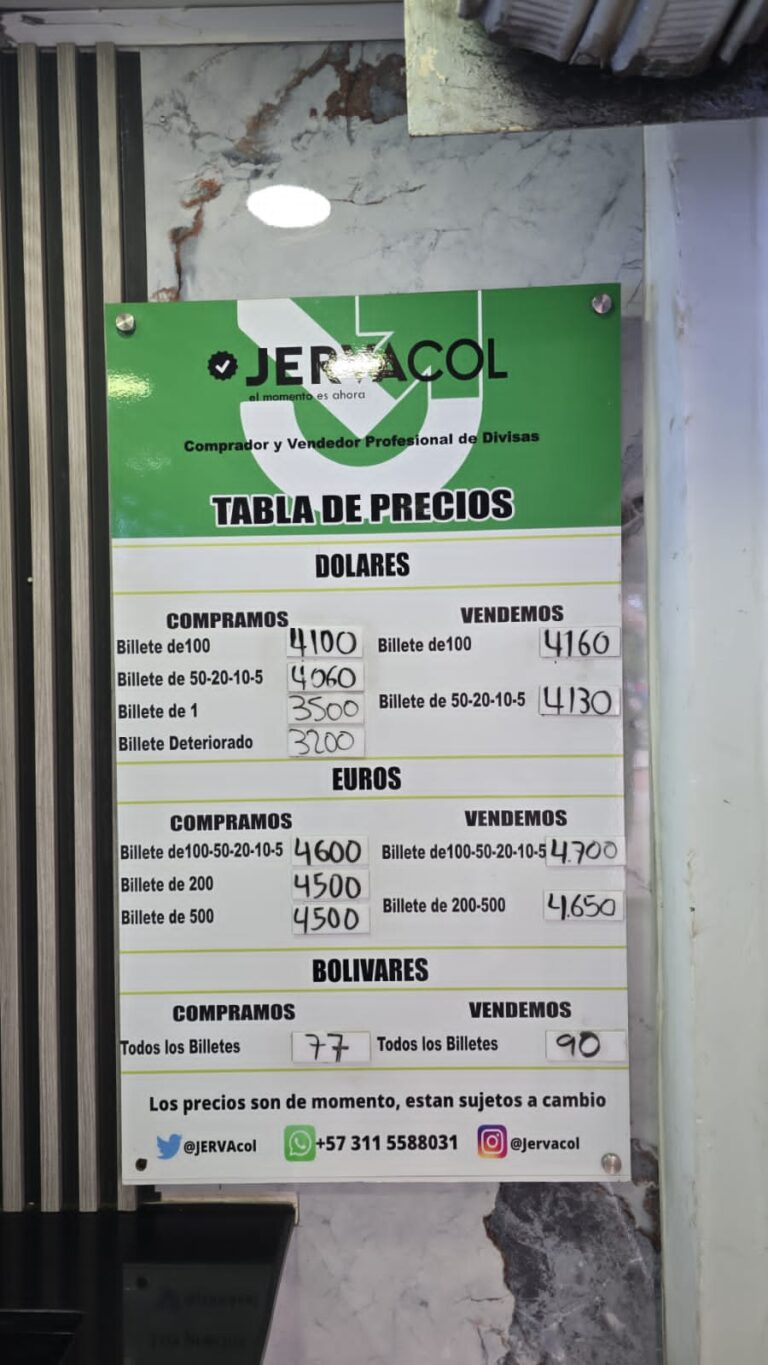 JERVACOL
el momento es ahora
Comprador y Vendedor Profesional de Divisas
TABLA DE PRECIOS
DOLARES
COMPRAMOS VENDEMOS
Billete de100 4100 Billete de100 4160
Billete de 50-20-10-5 4060
Billete de 50-20-10-5 4130
Billete de 1 3500
Billete Deteriorado 3200
EUROS
COMPRAMOS VENDEMOS
Billete de100-50-20-10-5 4600 Billete de100-50-20-10-5 4.700
Billete de 200 4500
Billete de 200-500 4.650
Billete de 500 4500
BOLIVARES
COMPRAMOS VENDEMOS
Todos los Billetes 77 Todos los Billetes 90
Los precios son de momento, estan sujetos a cambio
@JERVAcol +57 311 5588031 @Jervacol